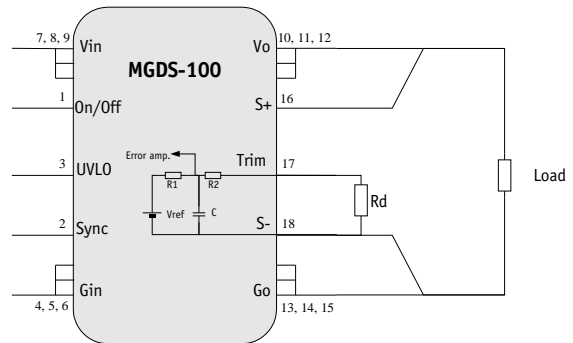 7, 8, 9
Vin
MGDS-100
Vo
10, 11, 12
1
On/Off
S+
16
Error amp.
Trim
17
3
UVLO
R1
R2
Rd
Load
Vref
C
2
Sync
S-
18
Gin
4, 5, 6
Go
13, 14, 15